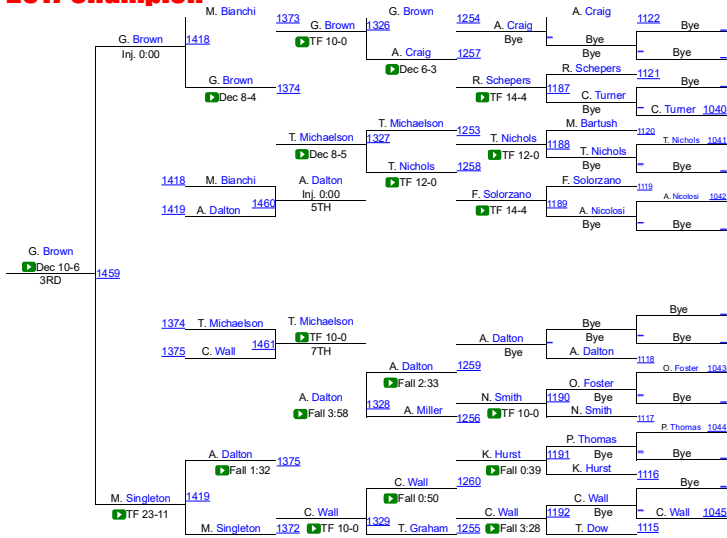 2017 Champion
M. Bianchi 1373 G. Brown 1254 A. Craig 1122
G. Brown 1326 A. Craig Bye
TF 10-0 Bye Bye
G. Brown 1418 A. Craig 1257 Bye
Inj. 0:00 Dec 6-3 R. Schepers 1121
G. Brown 1374 R. Schepers 1187 Bye
Dec 8-4 TF 14-4 C. Turner
Bye C. Turner 1040
T. Michaelson 1253 M. Bartush 1120
T. Michaelson 1327 T. Nichols 1188 T. Nichols 1041
Dec 8-5 TF 12-0 T. Nichols
T. Nichols 1258 Bye Bye
1418 M. Bianchi A. Dalton TF 12-0 F. Solorzano 1119
Inj. 0:00 F. Solorzano 1189 A. Nicolosi 1042
1419 A. Dalton 1460 5TH TF 14-4 A. Nicolosi
Bye Bye
G. Brown
Dec 10-6 1459
3RD
Bye
1374 T. Michaelson T. Michaelson Bye
TF 10-0 A. Dalton Bye
1375 C. Wall 1461 7TH Bye A. Dalton 1118
A. Dalton 1259 O. Foster 1043
Fall 2:33 O. Foster
A. Dalton 1328 N. Smith 1190 Bye Bye
Fall 3:58 A. Miller 1256 TF 10-0 N. Smith 1117
P. Thomas 1044
P. Thomas
A. Dalton 1375 K. Hurst 1191 Bye Bye
Fall 1:32 Fall 0:39 K. Hurst 1116
C. Wall 1260 Bye
M. Singleton 1419 Fall 0:50 C. Wall
TF 23-11 C. Wall 1329 C. Wall 1192 Bye C. Wall 1045
M. Singleton 1372 TF 10-0 T. Graham 1255 Fall 3:28 T. Dow 1115